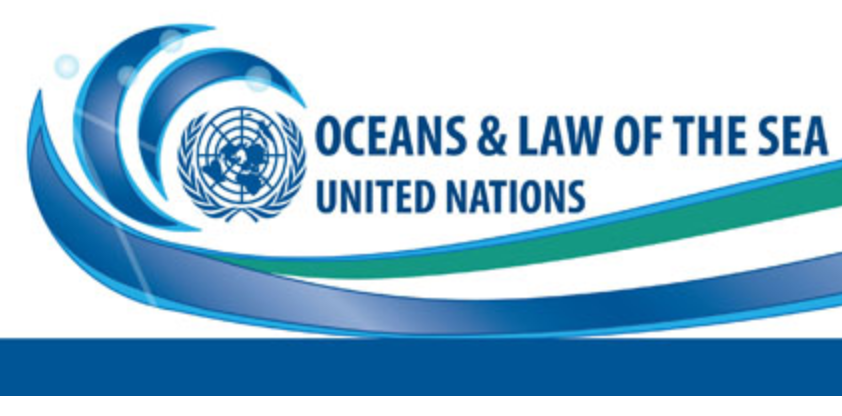 OCEANS & LAW OF THE SEA
UNITED NATIONS